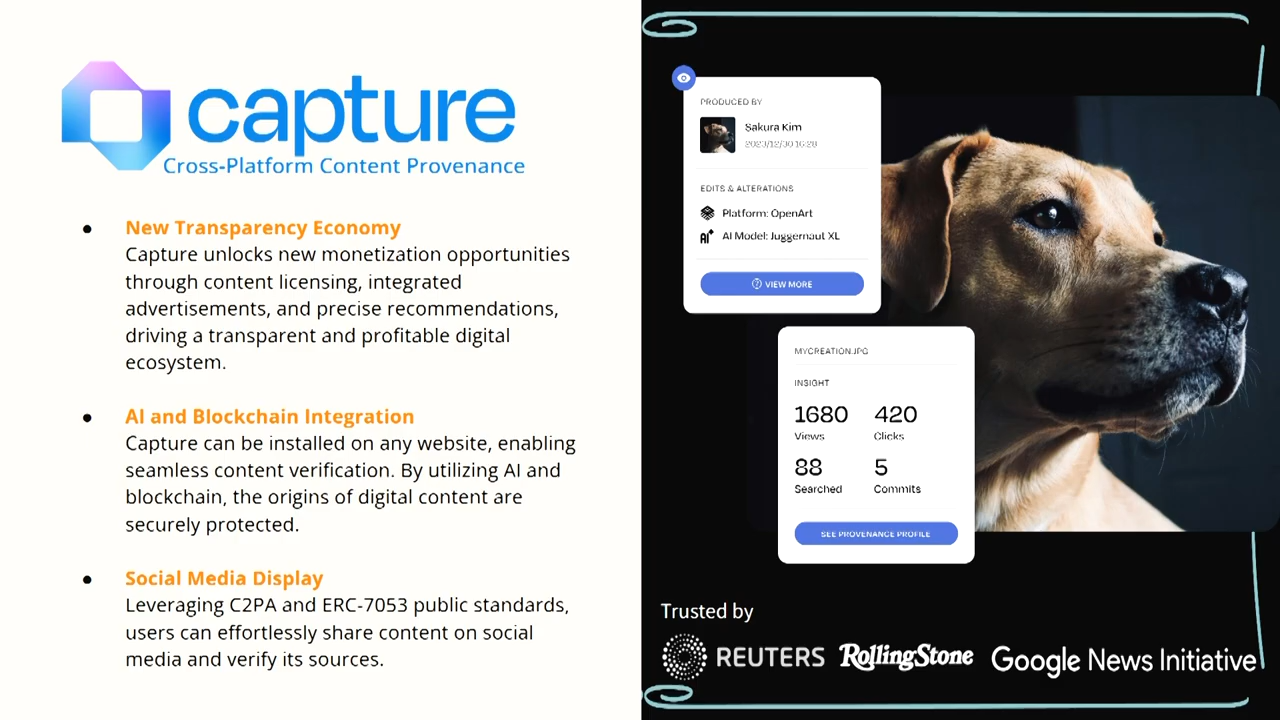 capture
Cross-Platform Content Provenance
New Transparency Economy
Capture unlocks new monetization opportunities
through content licensing, integrated
advertisements, and precise recommendations,
driving a transparent and profitable digital
ecosystem.
AI and Blockchain Integration
Capture can be installed on any website, enabling
seamless content verification. By utilizing AI and
blockchain, the origins of digital content are
securely protected.
Social Media Display
Leveraging C2PA and ERC-7053 public standards,
users can effortlessly share content on social
media and verify its sources.
PRODUCED BY
Sakura Kim
2023/12/30 16:28
EDITS & ALTERATIONS
Platform: OpenArt
AI Model: Juggernaut XL
VIEW MORE
MYCREATION.JPG
INSIGHT
1680 420
Views Clicks
88 5
Searched Commits
SEE PROVENANCE PROFILE
Trusted by
REUTERS RollingStone Google News Initiative